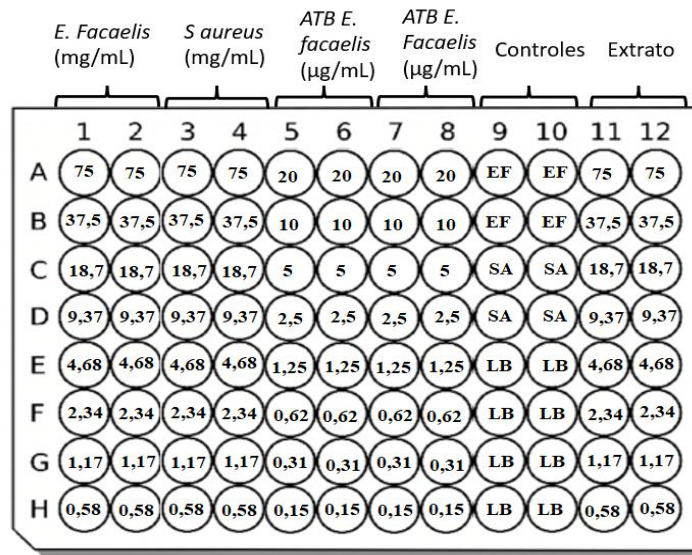 E. Facaelis
(mg/mL)
S aureus
(mg/mL)
ATB E.
facaelis
(µg/mL)
ATB E.
Facaelis
(µg/mL)
Controles
Extrato
1 2 3 4 5 6 7 8 9 10 11 12
A 75 75 75 75 20 20 20 20 EF EF 75 75
B 37,5 37,5 37,5 37,5 10 10 10 10 EF EF 37,5 37,5
C 18,7 18,7 18,7 18,7 5 5 5 5 SA SA 18,7 18,7
D 9,37 9,37 9,37 9,37 2,5 2,5 2,5 2,5 SA SA 9,37 9,37
E 4,68 4,68 4,68 4,68 1,25 1,25 1,25 1,25 LB LB 4,68 4,68
F 2,34 2,34 2,34 2,34 0,62 0,62 0,62 0,62 LB LB 2,34 2,34
G 1,17 1,17 1,17 1,17 0,31 0,31 0,31 0,31 LB LB 1,17 1,17
H 0,58 0,58 0,58 0,58 0,15 0,15 0,15 0,15 LB LB 0,58 0,58